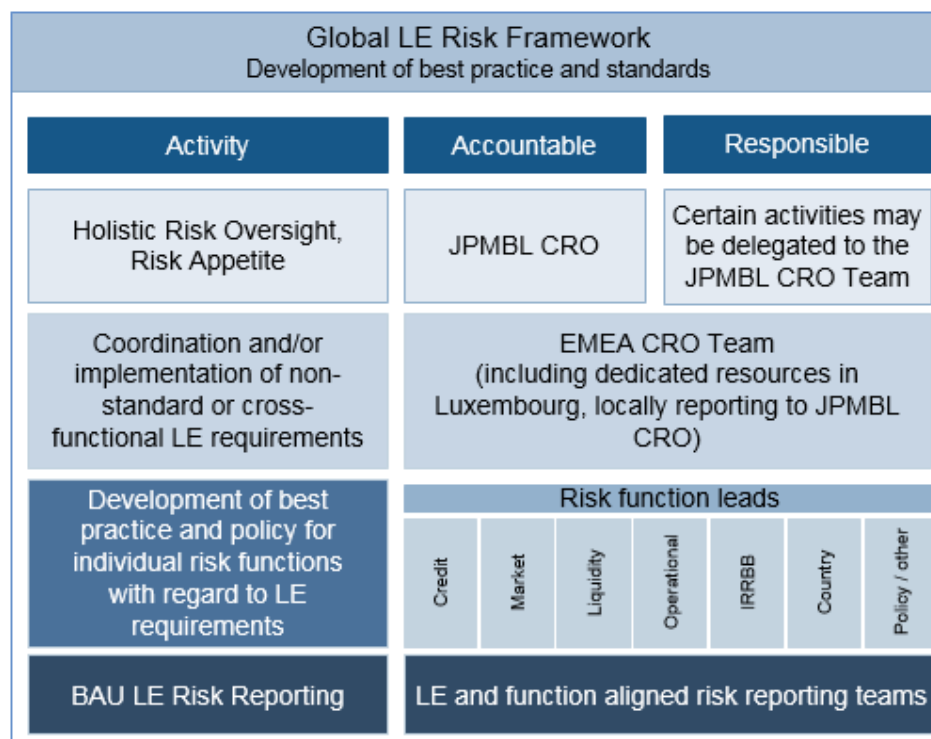 Global LE Risk Framework
Development of best practice and standards
Activity
Accountable
Responsible
Holistic Risk Oversight,
Risk Appetite
JPMBL CRO
Certain activities may
be delegated to the
JPMBL CRO Team
Coordination and/or
implementation of non-
standard or cross-
functional LE requirements
EMEA CRO Team
(including dedicated resources in
Luxembourg, locally reporting to JPMBL
CRO)
Development of best
practice and policy for
individual risk functions
with regard to LE
requirements
Risk function leads
Credit
Market
Liquidity
Operational
IRRBB
Country
Policy / other
BAU LE Risk Reporting
LE and function aligned risk reporting teams